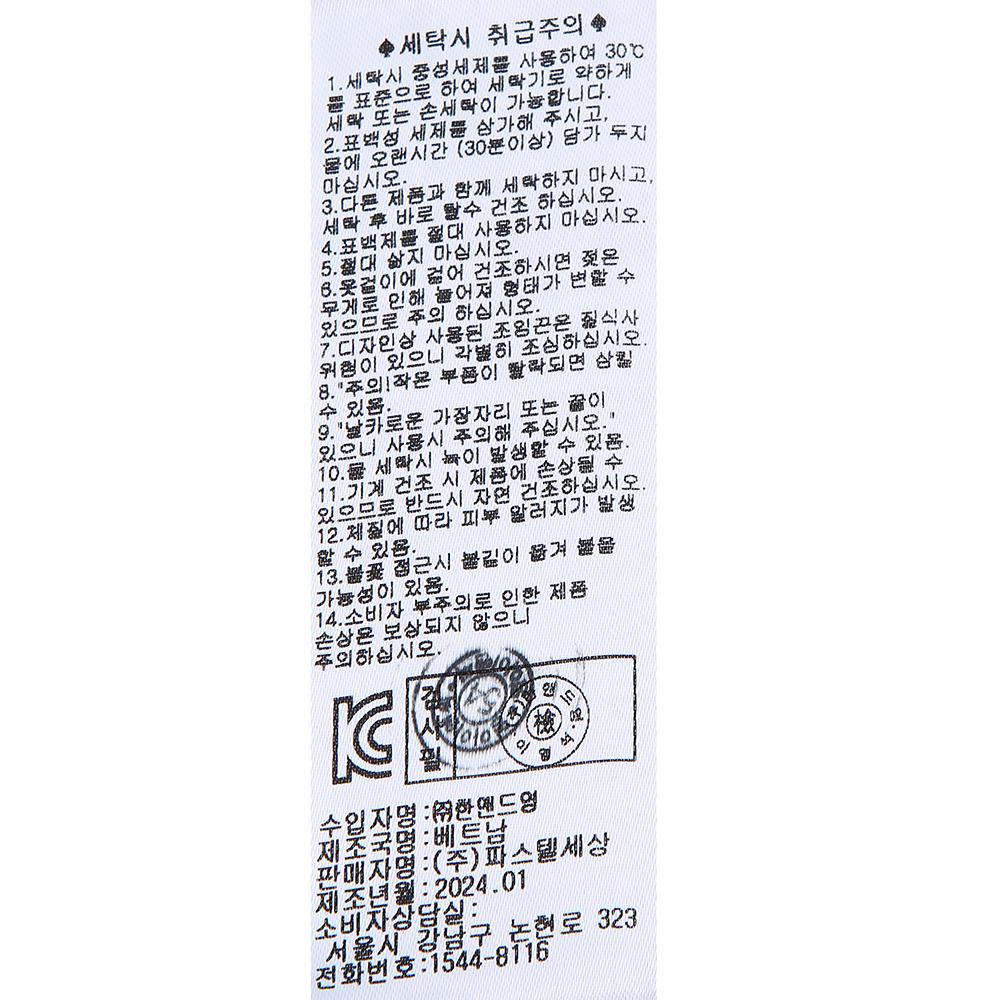 ♠세탁시 취급주의♠
1.세탁시 중성세제를 사용하여 30℃
를 표준으로 하여 세탁기로 약하게
세탁 또는 손세탁이 가능합니다.
2.표백성 세제를 삼가해 주시고,
물에 오랜시간 (30분이상) 담가 두지
마십시오.
3.다른 제품과 함께 세탁하지 마시고,
세탁 후 바로 탈수 건조 하십시오.
4.표백제를 절대 사용하지 마십시오.
5.절대 삶지 마십시오.
6.옷걸이에 걸어 건조하시면 젖은
무게로 인해 늘어져 형태가 변할 수
있으므로 주의 하십시오.
7.디자인상 사용된 조임끈은 질식사
위험이 있으니 각별히 조심하십시오.
8."주의!작은 부품이 탈락되면 삼킬
수 있음.
9."날카로운 가장자리 또는 끝이
있으니 사용시 주의해 주십시오."
10.물 세탁시 녹이 발생할 수 있음.
11.기계 건조 시 제품에 손상될 수
있으므로 반드시 자연 건조하십시오.
12.체질에 따라 피부 알러지가 발생
할 수 있음.
13.불꽃 접근시 불길이 옮겨 붙을
가능성이 있음.
14.소비자 부주의로 인한 제품
손상은 보상되지 않으니
주의하십시오.
KC
검사필
檢
수입자명:㈜한앤드영
제조국명:베트남
판매자명:(주)파스텔세상
제조년월:2024.01
소비자상담실:
서울시 강남구 논현로 323
전화번호:1544-8116